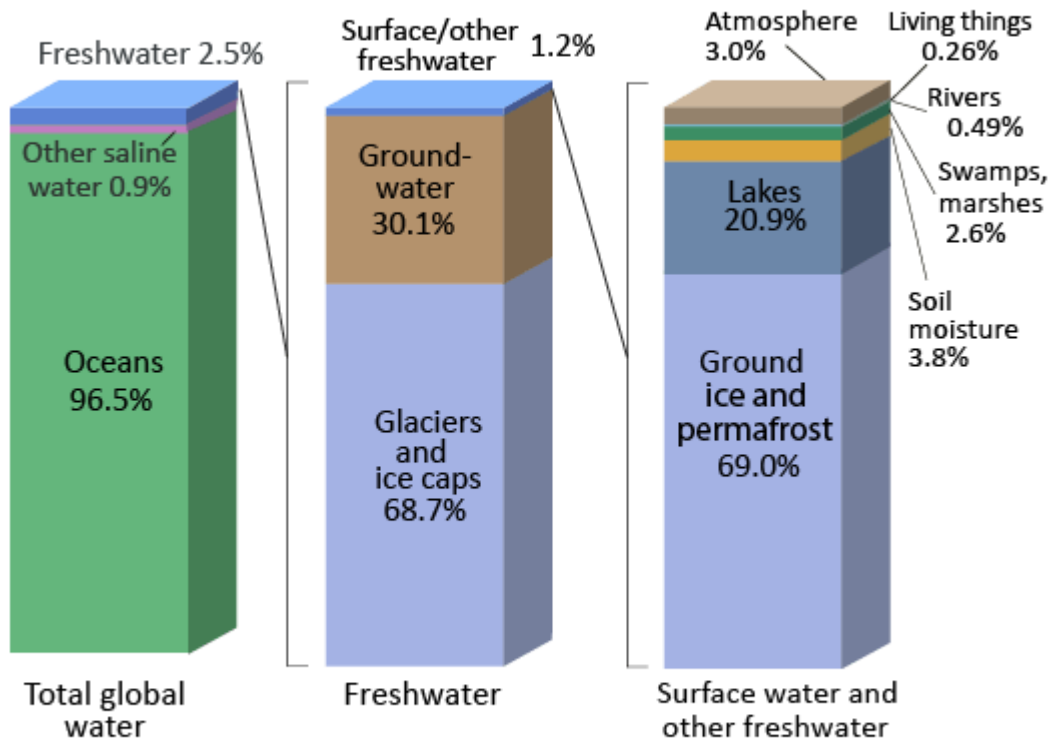 Freshwater 2.5%
Other saline
water 0.9%
Oceans
96.5%
Total global
water
Surface/other
freshwater
1.2%
Ground-
water
30.1%
Glaciers
and
ice caps
68.7%
Freshwater
Atmosphere
3.0%
Living things
0.26%
Rivers
0.49%
Swamps,
marshes
2.6%
Soil
moisture
3.8%
Lakes
20.9%
Ground
ice and
permafrost
69.0%
Surface water and
other freshwater